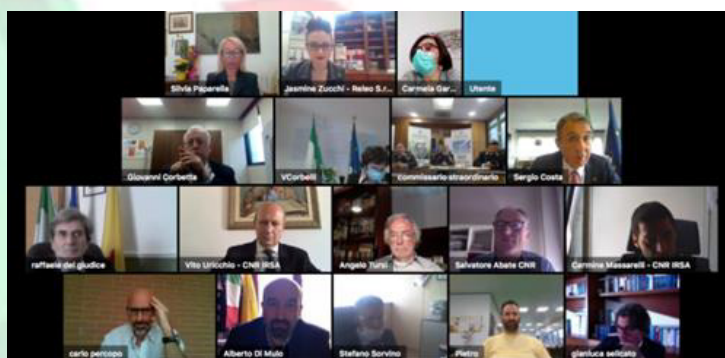 Silvia Paparella
Jasmine Zucchi - Releo S.r...
Carmela Gar...
Utente
Giovanni Corbetta
VCorbelli
commissario straordinario
Sergio Costa
raffaele del giudice
Vito Uricchio - CNR IRSA
Angelo Tursi
Salvatore Abate CNR
Carmine Massarelli - CNR IRSA
carlo percopo
Alberto Di Mulo
Stefano Sorvino
Pietro
gianluca selicato